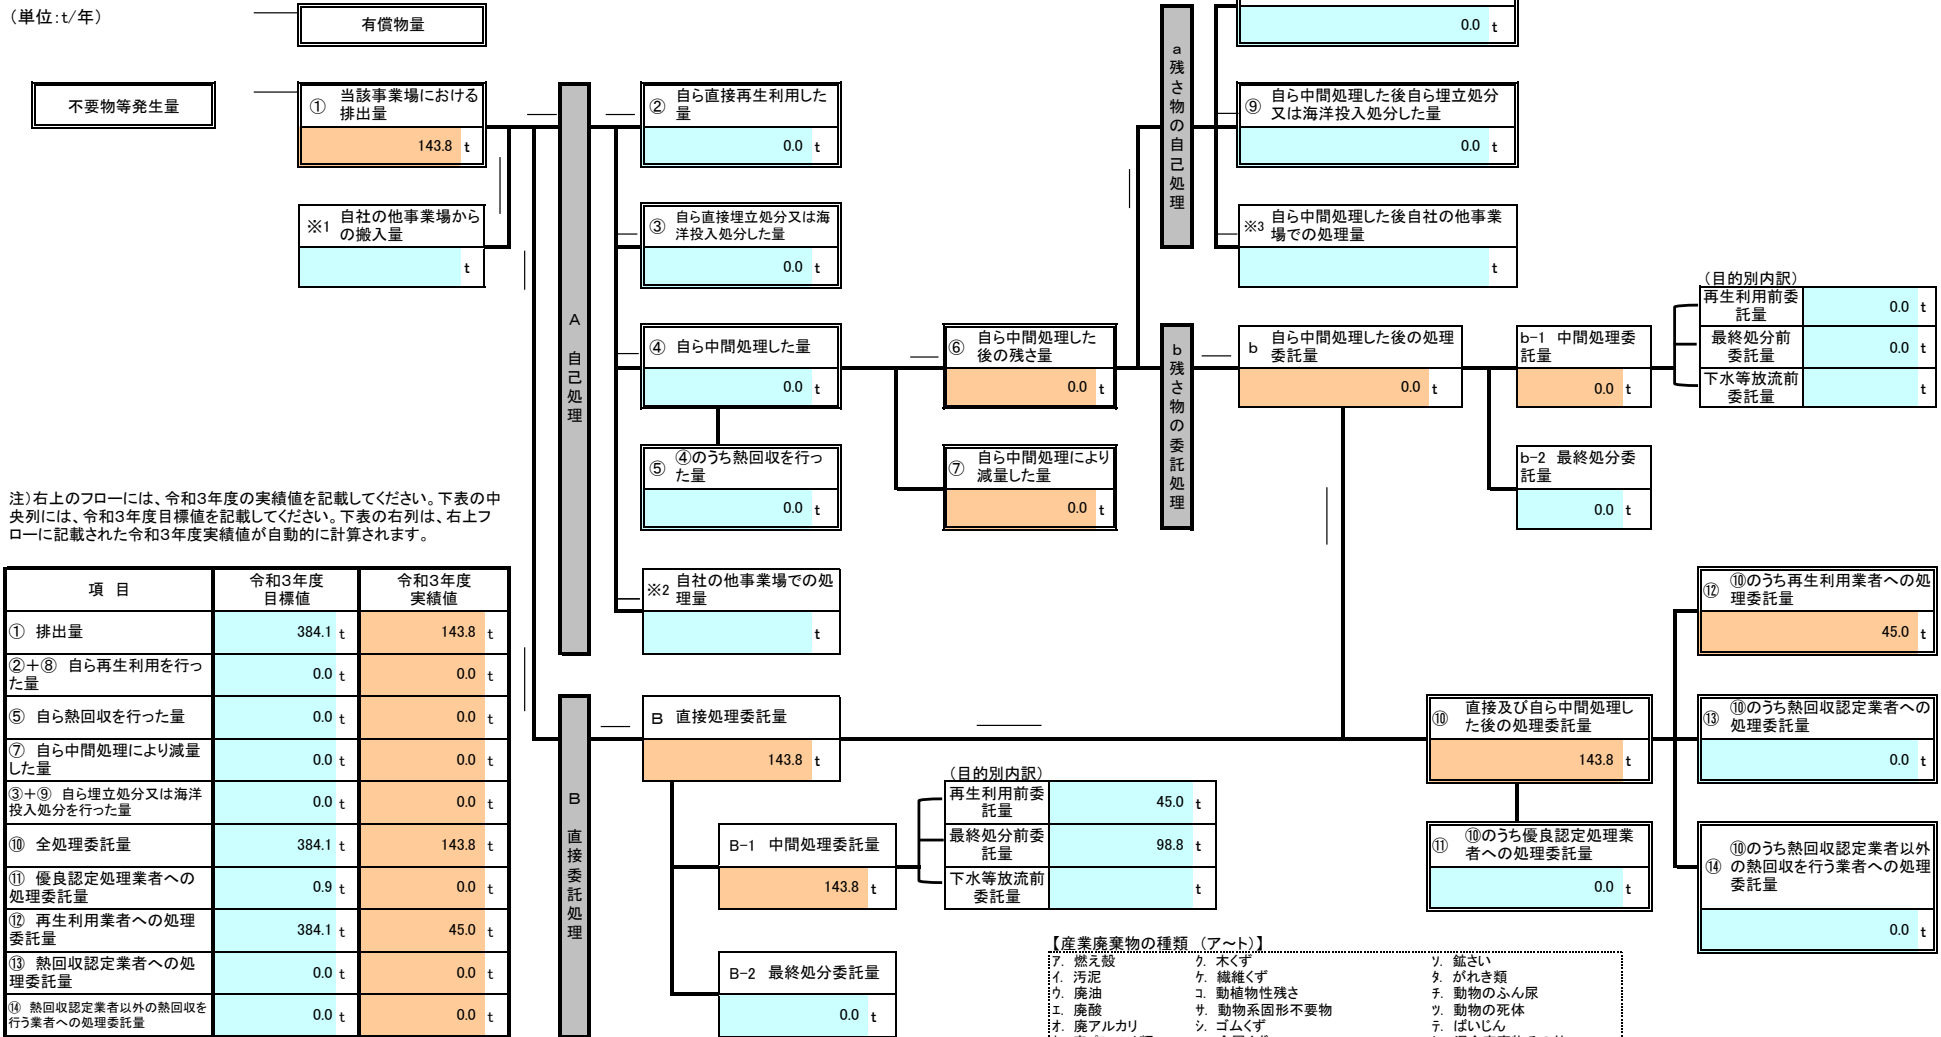 (単位:t/年)
有償物量
0.0 t
不要物等発生量
① 当該事業場における
排出量
143.8 t
② 自ら直接再生利用した
量
0.0 t
a
残さ物の自己処理
⑨ 自ら中間処理した後自ら埋立処分
又は海洋投入処分した量
0.0 t
※1 自社の他事業場から
の搬入量
t
③ 自ら直接埋立処分又は海
洋投入処分した量
0.0 t
※3 自ら中間処理した後自社の他事業
場での処理量
t
A
自己処理
④ 自ら中間処理した量
0.0 t
⑥ 自ら中間処理した
後の残さ量
0.0 t
b
残さ物の委託処理
b 自ら中間処理した後の処理
委託量
0.0 t
b-1 中間処理委
託量
0.0 t
(目的別内訳)
再生利用前委
託量
0.0 t
最終処分前
委託量
0.0 t
下水等放流前
委託量
t
⑤ ④のうち熱回収を行っ
た量
0.0 t
⑦ 自ら中間処理により
減量した量
0.0 t
b-2 最終処分委
託量
0.0 t
注)右上のフローには、令和3年度の実績値を記載してください。下表の中
央列には、令和3年度目標値を記載してください。下表の右列は、右上フ
ローに記載された令和3年度実績値が自動的に計算されます。
※2 自社の他事業場での処
理量
t
項 目
令和3年度
目標値
令和3年度
実績値
① 排出量
384.1 t
143.8 t
②+⑧ 自ら再生利用を行っ
た量
0.0 t
0.0 t
⑤ 自ら熱回収を行った量
0.0 t
0.0 t
⑦ 自ら中間処理により減量
した量
0.0 t
0.0 t
③+⑨ 自ら埋立処分又は海洋
投入処分を行った量
0.0 t
0.0 t
⑩ 全処理委託量
384.1 t
143.8 t
⑪ 優良認定処理業者への
処理委託量
0.9 t
0.0 t
⑫ 再生利用業者への処理
委託量
384.1 t
45.0 t
⑬ 熱回収認定業者への処
理委託量
0.0 t
0.0 t
⑭ 熱回収認定業者以外の熱回収を
行う業者への処理委託量
0.0 t
0.0 t
B
直接委託処理
B 直接処理委託量
143.8 t
B-1 中間処理委託量
143.8 t
(目的別内訳)
再生利用前委
託量
45.0 t
最終処分前委
託量
98.8 t
下水等放流前
委託量
t
B-2 最終処分委託量
0.0 t
⑩ 直接及び自ら中間処理し
た後の処理委託量
143.8 t
⑪ ⑩のうち優良認定処理業
者への処理委託量
0.0 t
⑫ ⑩のうち再生利用業者への処
理委託量
45.0 t
⑬ ⑩のうち熱回収認定業者への
処理委託量
0.0 t
⑭ ⑩のうち熱回収認定業者以外
の熱回収を行う業者への処理
委託量
0.0 t
【産業廃棄物の種類 (ア~ト)】
ア. 燃え殻 ク. 木くず ソ. 鉱さい
イ. 汚泥 ケ. 繊維くず タ. がれき類
ウ. 廃油 コ. 動植物性残さ チ. 動物のふん尿
エ. 廃酸 サ. 動物系固形不要物 ツ. 動物の死体
オ. 廃アルカリ シ. ゴムくず テ. ばいじん